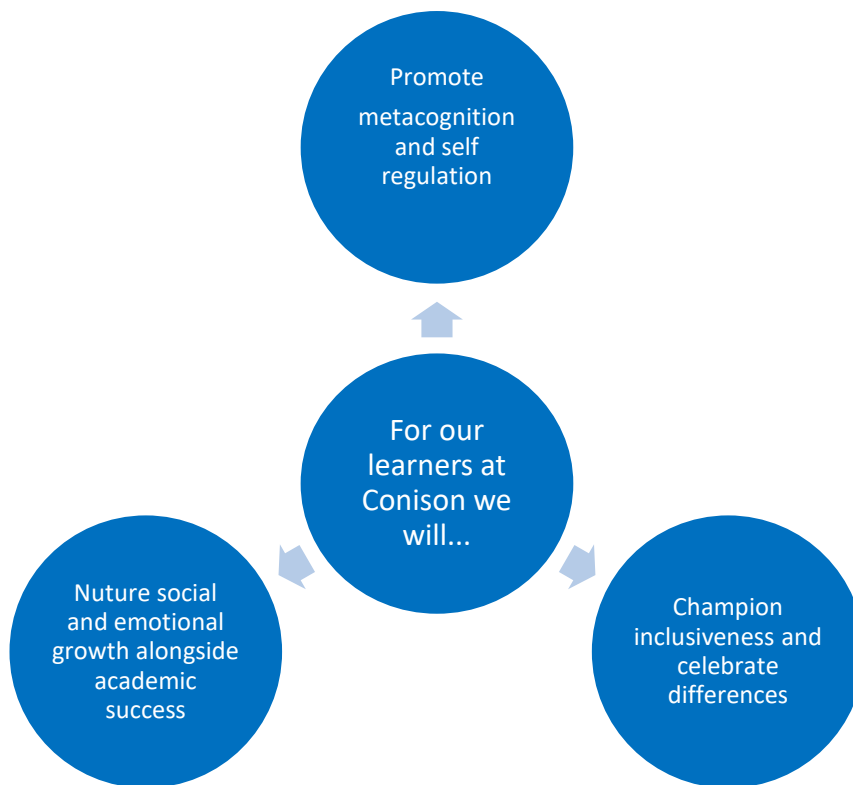 Promote
metacognition
and self
regulation
For our
learners at
Conison we
will...
Nuture social
and emotional
growth alongside
academic
success
Champion
inclusiveness and
celebrate
differences